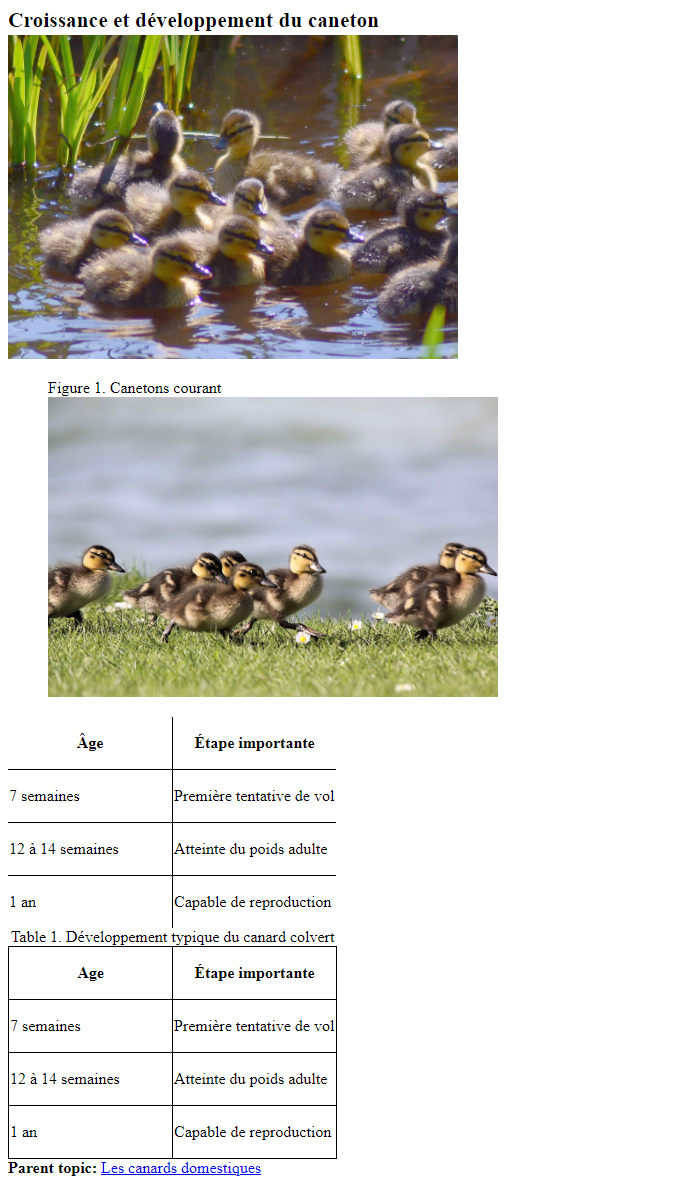 Croissance et développement du caneton
Figure 1. Canetons courant
Âge Étape importante
7 semaines Première tentative de vol
12 à 14 semaines Atteinte du poids adulte
1 an Capable de reproduction
Table 1. Développement typique du canard colvert
Age Étape importante
7 semaines Première tentative de vol
12 à 14 semaines Atteinte du poids adulte
1 an Capable de reproduction
Parent topic: Les canards domestiques